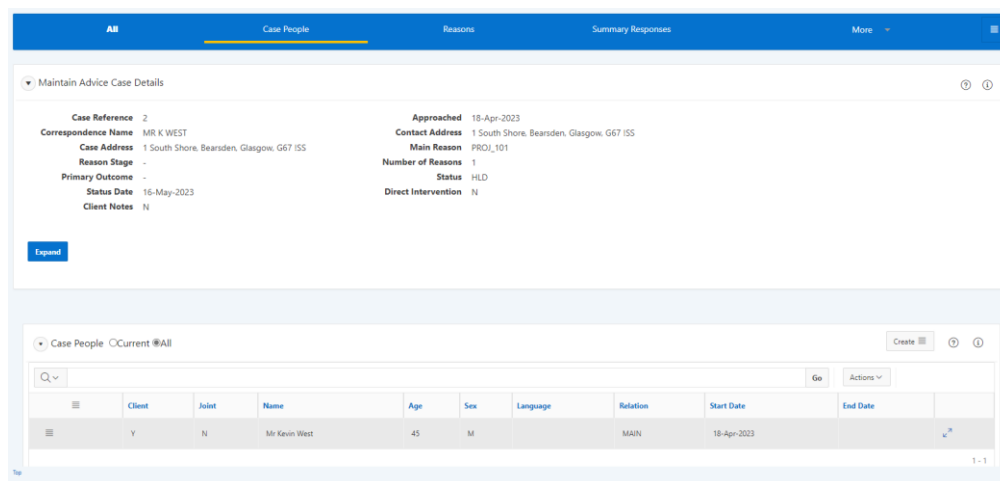 All Case People Reasons Summary Responses More
Maintain Advice Case Details
Case Reference 2 Approached 18-Apr-2023
Correspondence Name MR K WEST Contact Address 1 South Shore, Bearsden, Glasgow, G67 !SS
Case Address 1 South Shore, Bearsden, Glasgow, G67 !SS Main Reason PROJ_101
Reason Stage - Number of Reasons 1
Primary Outcome - Status HLD
Status Date 16-May-2023 Direct Intervention N
Client Notes N
Expand
Case People Current All Create
Go Actions
Client Joint Name Age Sex Language Relation Start Date End Date
Y N Mr Kevin West 45 M MAIN 18-Apr-2023
1 - 1
Top